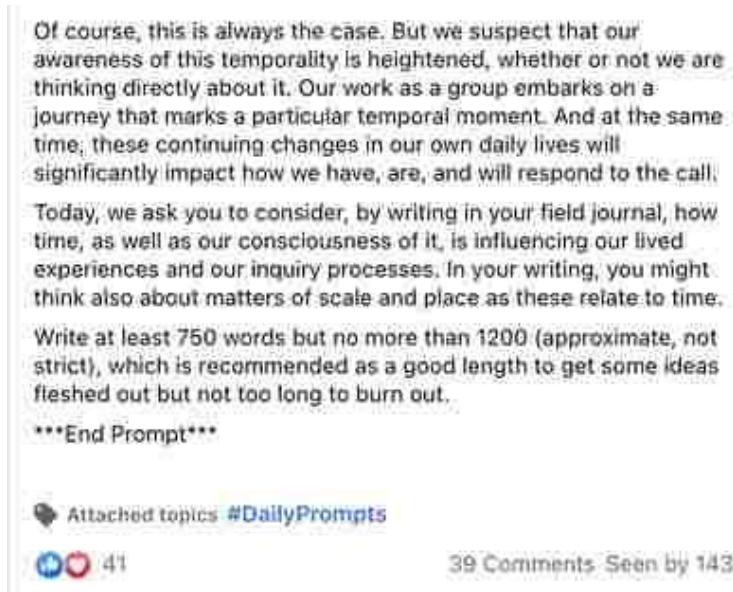 Of course, this is always the case. But we suspect that our
awareness of this temporality is heightened, whether or not we are
thinking directly about it. Our work as a group embarks on a
journey that marks a particular temporal moment. And at the same
time, these continuing changes in our own daily lives will
significantly impact how we have, are, and will respond to the call.
Today, we ask you to consider, by writing in your field journal, how
time, as well as our consciousness of it, is influencing our lived
experiences and our inquiry processes. In your writing, you might
think also about matters of scale and place as these relate to time.
Write at least 750 words but no more than 1200 (approximate, not
strict), which is recommended as a good length to get some ideas
fleshed out but not too long to burn out.
***End Prompt***
Attached topics #DailyPrompts
41 39 Comments Seen by 143